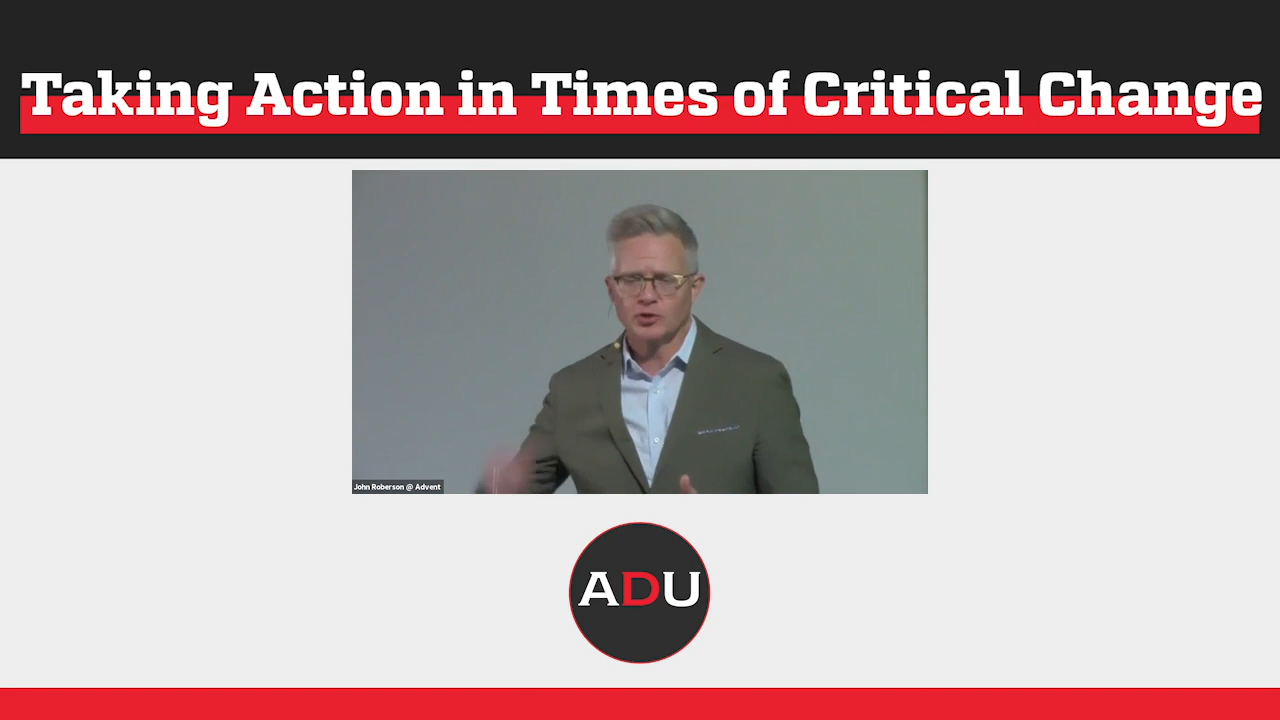 Taking Action in Times of Critical Change
John Roberson @ Advent
ADU